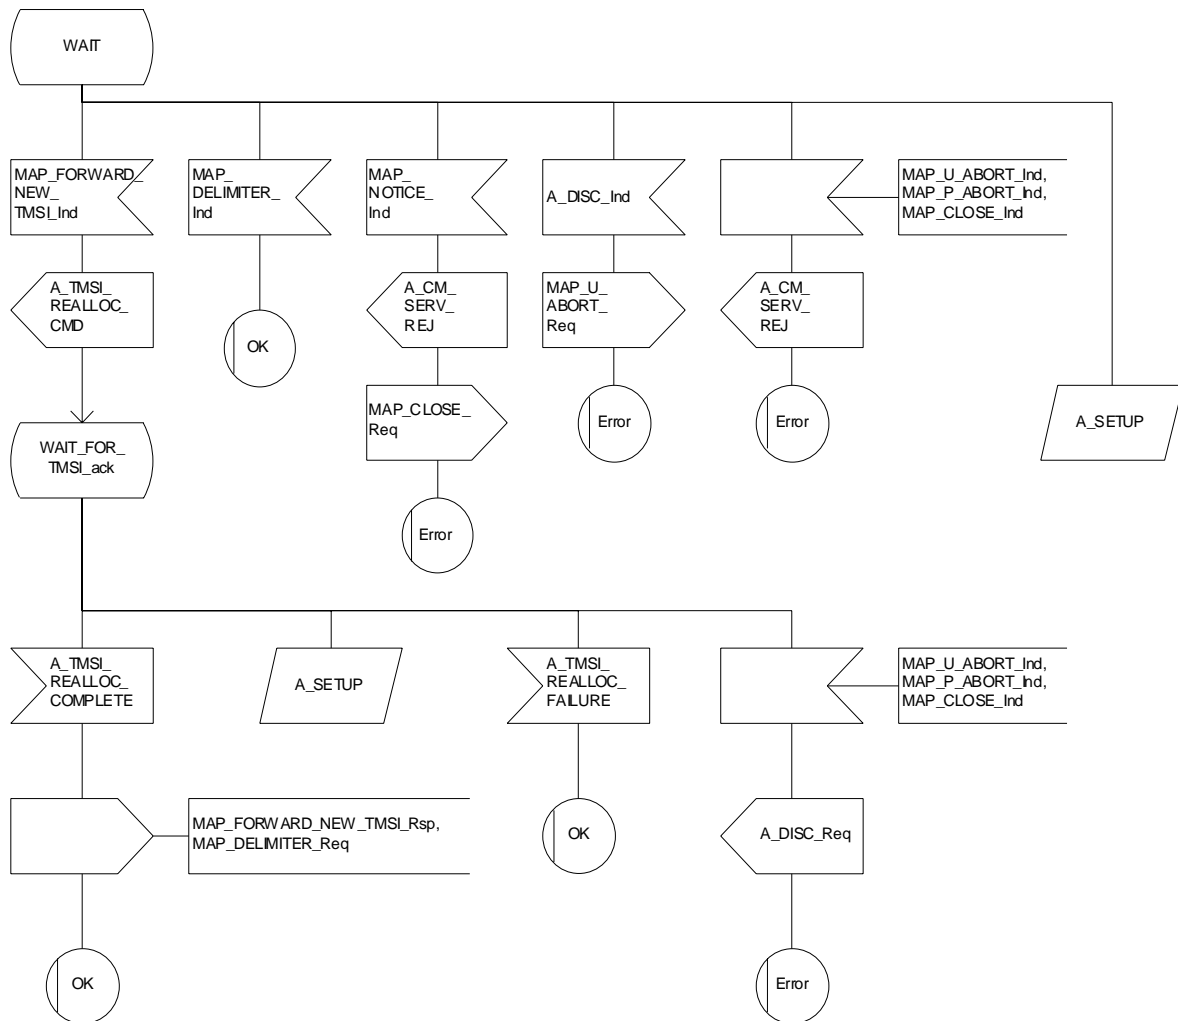 WAIT
MAP_FORWARD_
NEW_
TMSI_Ind
MAP_
DELIMITER_
Ind
MAP_
NOTICE_
Ind
A_DISC_Ind
MAP_U_ABORT_Ind,
MAP_P_ABORT_Ind,
MAP_CLOSE_Ind
A_TMSI_
REALLOC_
CMD
OK
A_CM_
SERV_
REJ
MAP_U_
ABORT_
Req
A_CM_
SERV_
REJ
MAP_CLOSE_
Req
Error
Error
A_SETUP
WAIT_FOR_
TMSI_ack
Error
A_TMSI_
REALLOC_
COMPLETE
A_SETUP
A_TMSI_
REALLOC_
FAILURE
MAP_U_ABORT_Ind,
MAP_P_ABORT_Ind,
MAP_CLOSE_Ind
MAP_FORWARD_NEW_TMSI_Rsp,
MAP_DELIMITER_Req
OK
A_DISC_Req
OK
Error